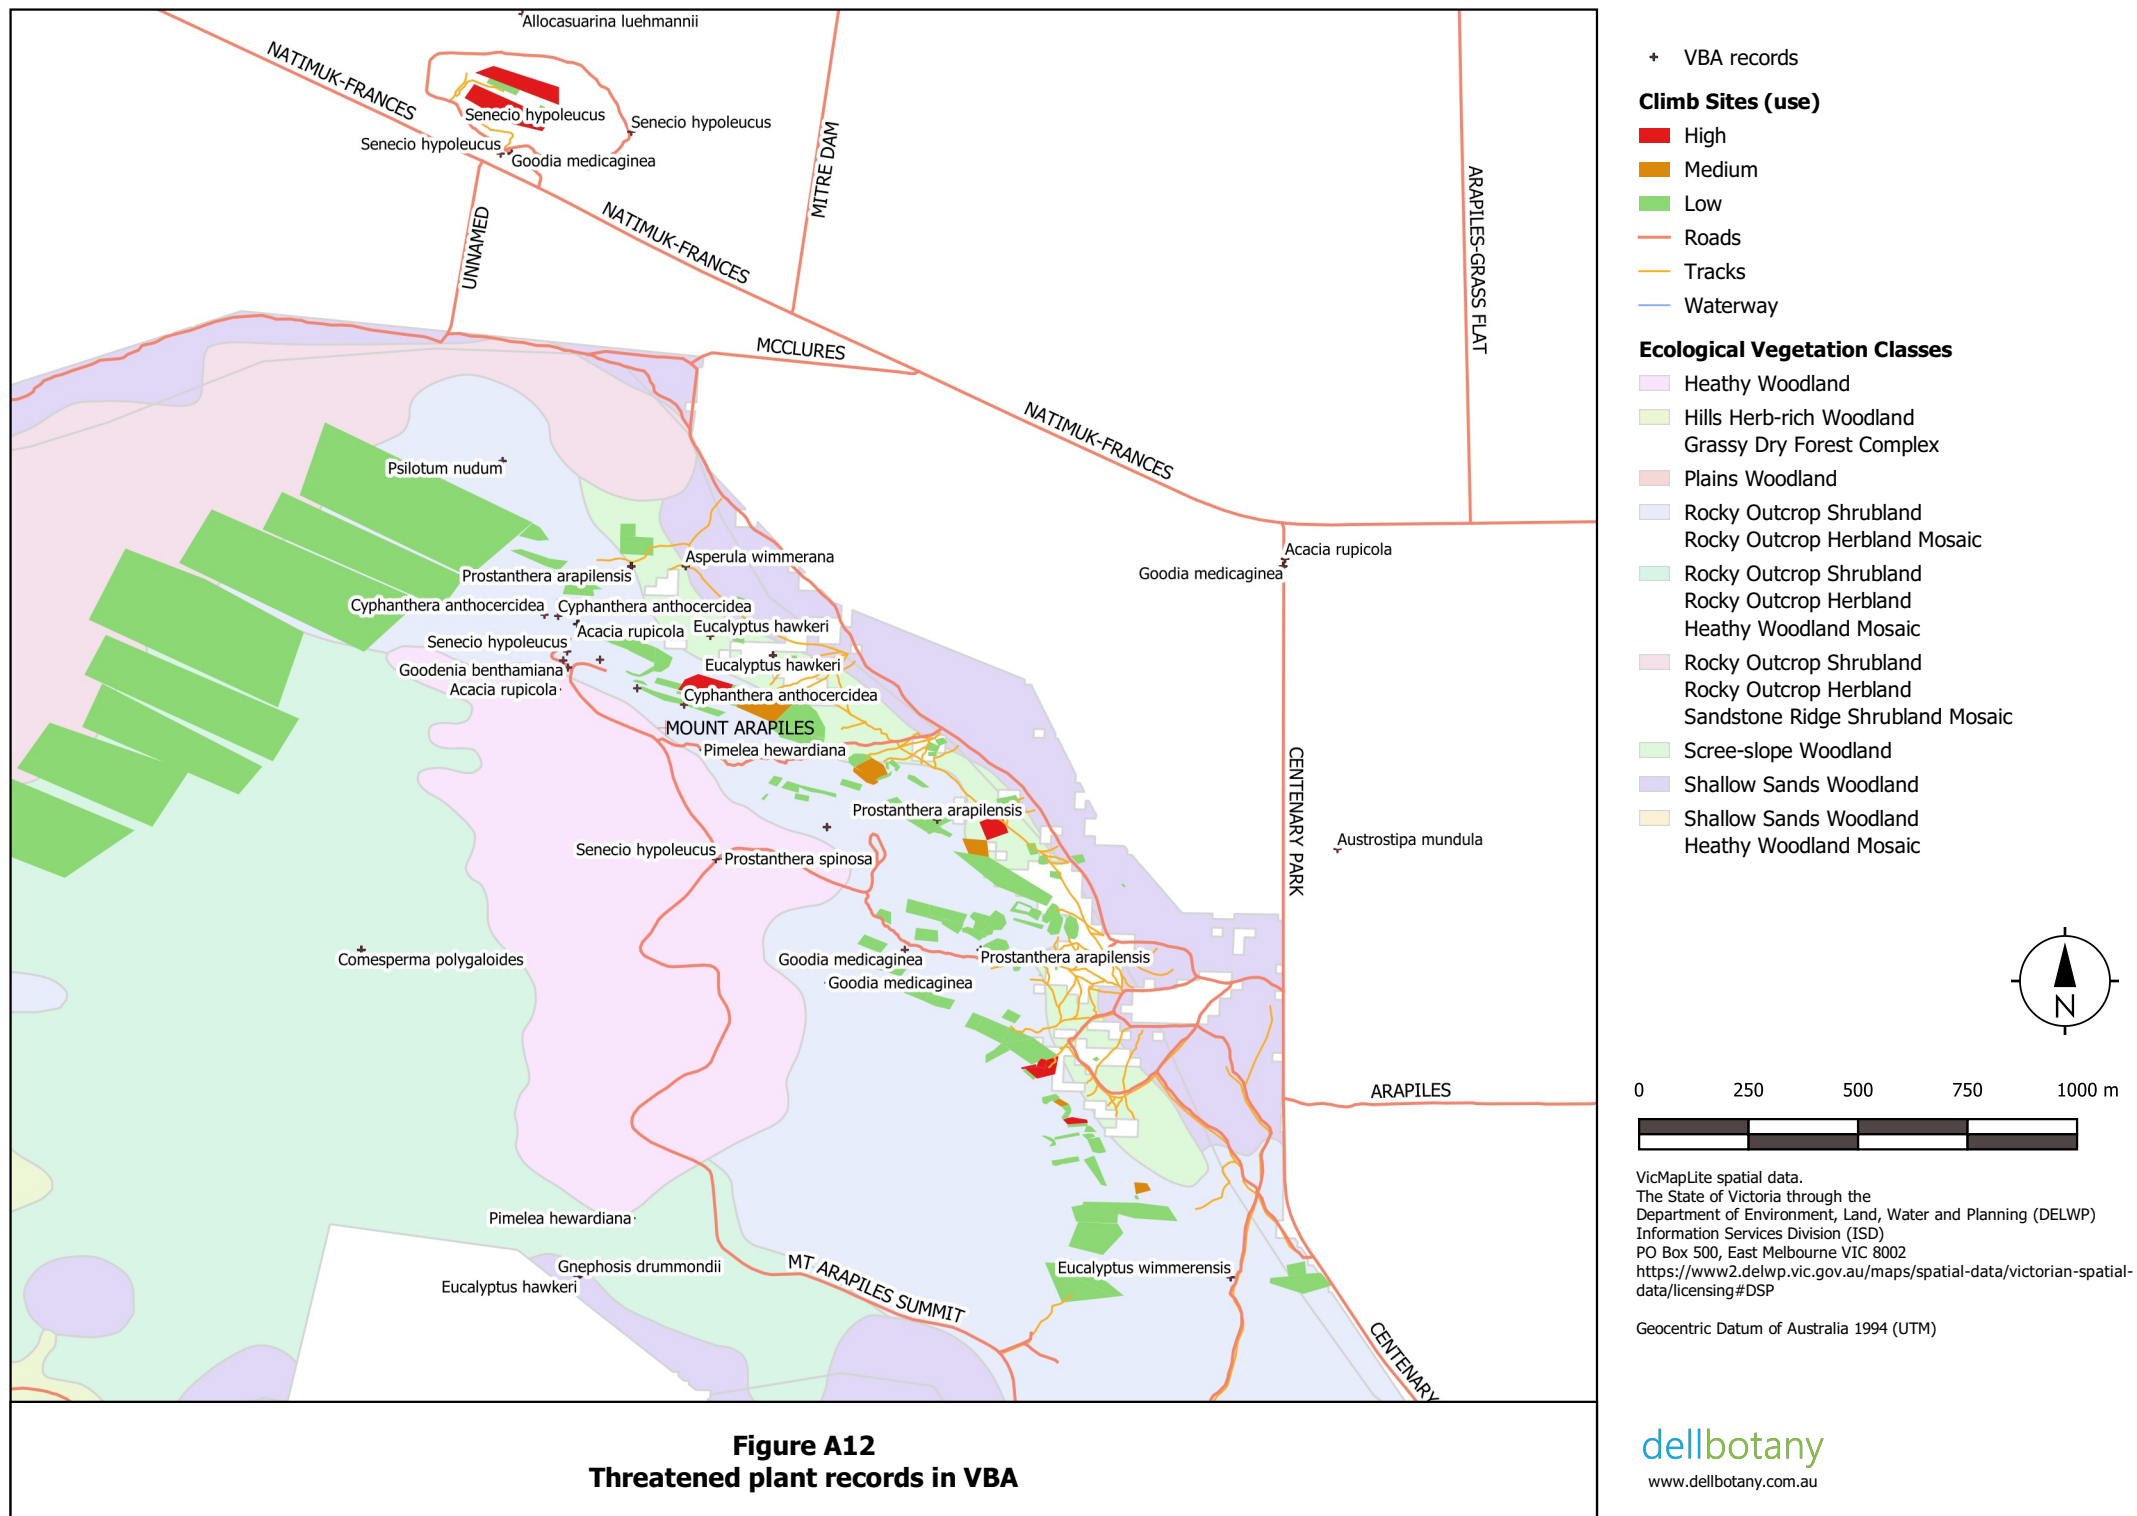 Allocasuarina luehmannii
NATIMUK-FRANCES
Senecio hypoleucus
Senecio hypoleucus
Senecio hypoleucus
Goodia medicaginea
MITRE DAM
ARAPILES-GRASS FLAT
UNNAMED
NATIMUK-FRANCES
MCCLURES
NATIMUK-FRANCES
Psilotum nudum
Asperula wimmerana
Prostanthera arapilensis
Acacia rupicola
Goodia medicaginea
Cyphanthera anthocercidea
Cyphanthera anthocercidea
Acacia rupicola
Eucalyptus hawkeri
Senecio hypoleucus
Goodenia benthamiana
Eucalyptus hawkeri
Acacia rupicola
Cyphanthera anthocercidea
MOUNT ARAPILES
Pimelea hewardiana
CENTENARY PARK
Prostanthera arapilensis
Austrostipa mundula
Senecio hypoleucus
Prostanthera spinosa
Comesperma polygaloides
Goodia medicaginea
Prostanthera arapilensis
Goodia medicaginea
ARAPILES
Pimelea hewardiana
Gnephosis drummondii
Eucalyptus hawkeri
MT ARAPILES SUMMIT
Eucalyptus wimmerensis
CENTENARY
Figure A12
Threatened plant records in VBA
VBA records
Climb Sites (use)
High
Medium
Low
Roads
Tracks
Waterway
Ecological Vegetation Classes
Heathy Woodland
Hills Herb-rich Woodland
Grassy Dry Forest Complex
Plains Woodland
Rocky Outcrop Shrubland
Rocky Outcrop Herbland Mosaic
Rocky Outcrop Shrubland
Rocky Outcrop Herbland
Heathy Woodland Mosaic
Rocky Outcrop Shrubland
Rocky Outcrop Herbland
Sandstone Ridge Shrubland Mosaic
Scree-slope Woodland
Shallow Sands Woodland
Shallow Sands Woodland
Heathy Woodland Mosaic
N
0 250 500 750 1000 m
VicMapLite spatial data.
The State of Victoria through the
Department of Environment, Land, Water and Planning (DELWP)
Information Services Division (ISD)
PO Box 500, East Melbourne VIC 8002
https://www2.delwp.vic.gov.au/maps/spatial-data/victorian-spatial-
data/licensing#DSP
Geocentric Datum of Australia 1994 (UTM)
dellbotany
www.dellbotany.com.au